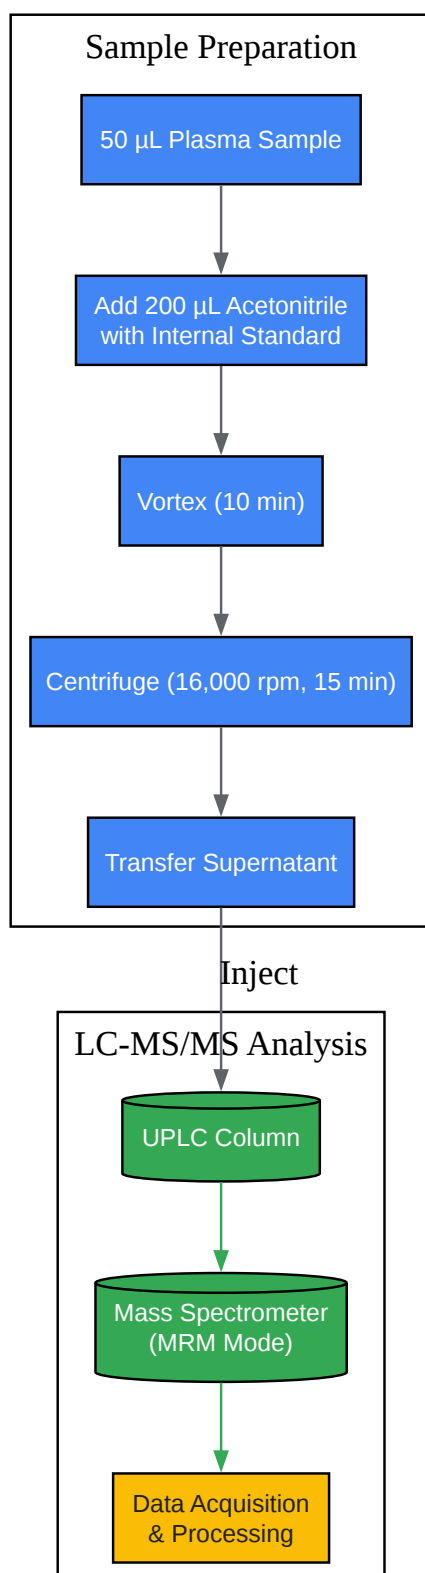 Sample Preparation
50 µL Plasma Sample
Add 200 µL Acetonitrile
with Internal Standard
Vortex (10 min)
Centrifuge (16,000 rpm, 15 min)
Transfer Supernatant
Inject
LC-MS/MS Analysis
UPLC Column
Mass Spectrometer
(MRM Mode)
Data Acquisition
& Processing